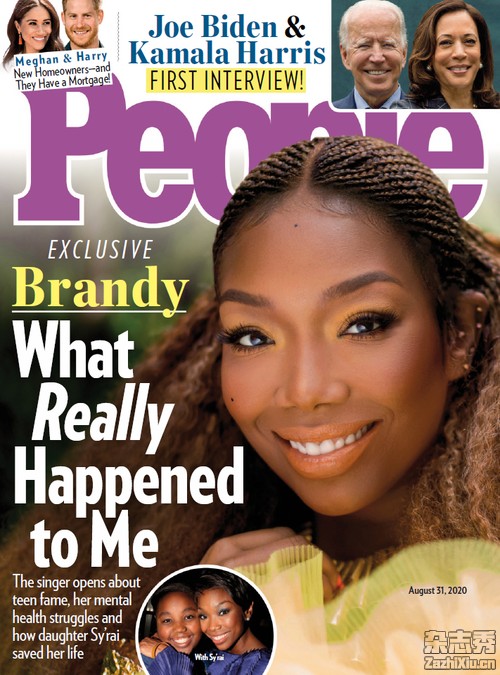 Meghan & Harry
New Homeowners—and
They Have a Mortgage!
Joe Biden &
Kamala Harris
FIRST INTERVIEW!
People
EXCLUSIVE
Brandy
What
Really
Happened
to Me
The singer opens about
teen fame, her mental
health struggles and
how daughter Sy'rai
saved her life
With Sy'rai
August 31, 2020
杂志秀
ZazhiXiu.cn